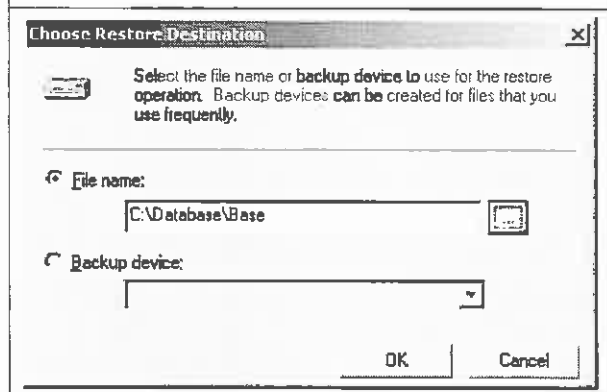 Choose Restore Destination
Select the file name or backup device to use for the restore
operation. Backup devices can be created for files that you
use frequently.
File name:
C:\Database\Base
...
Backup device:
OK
Cancel